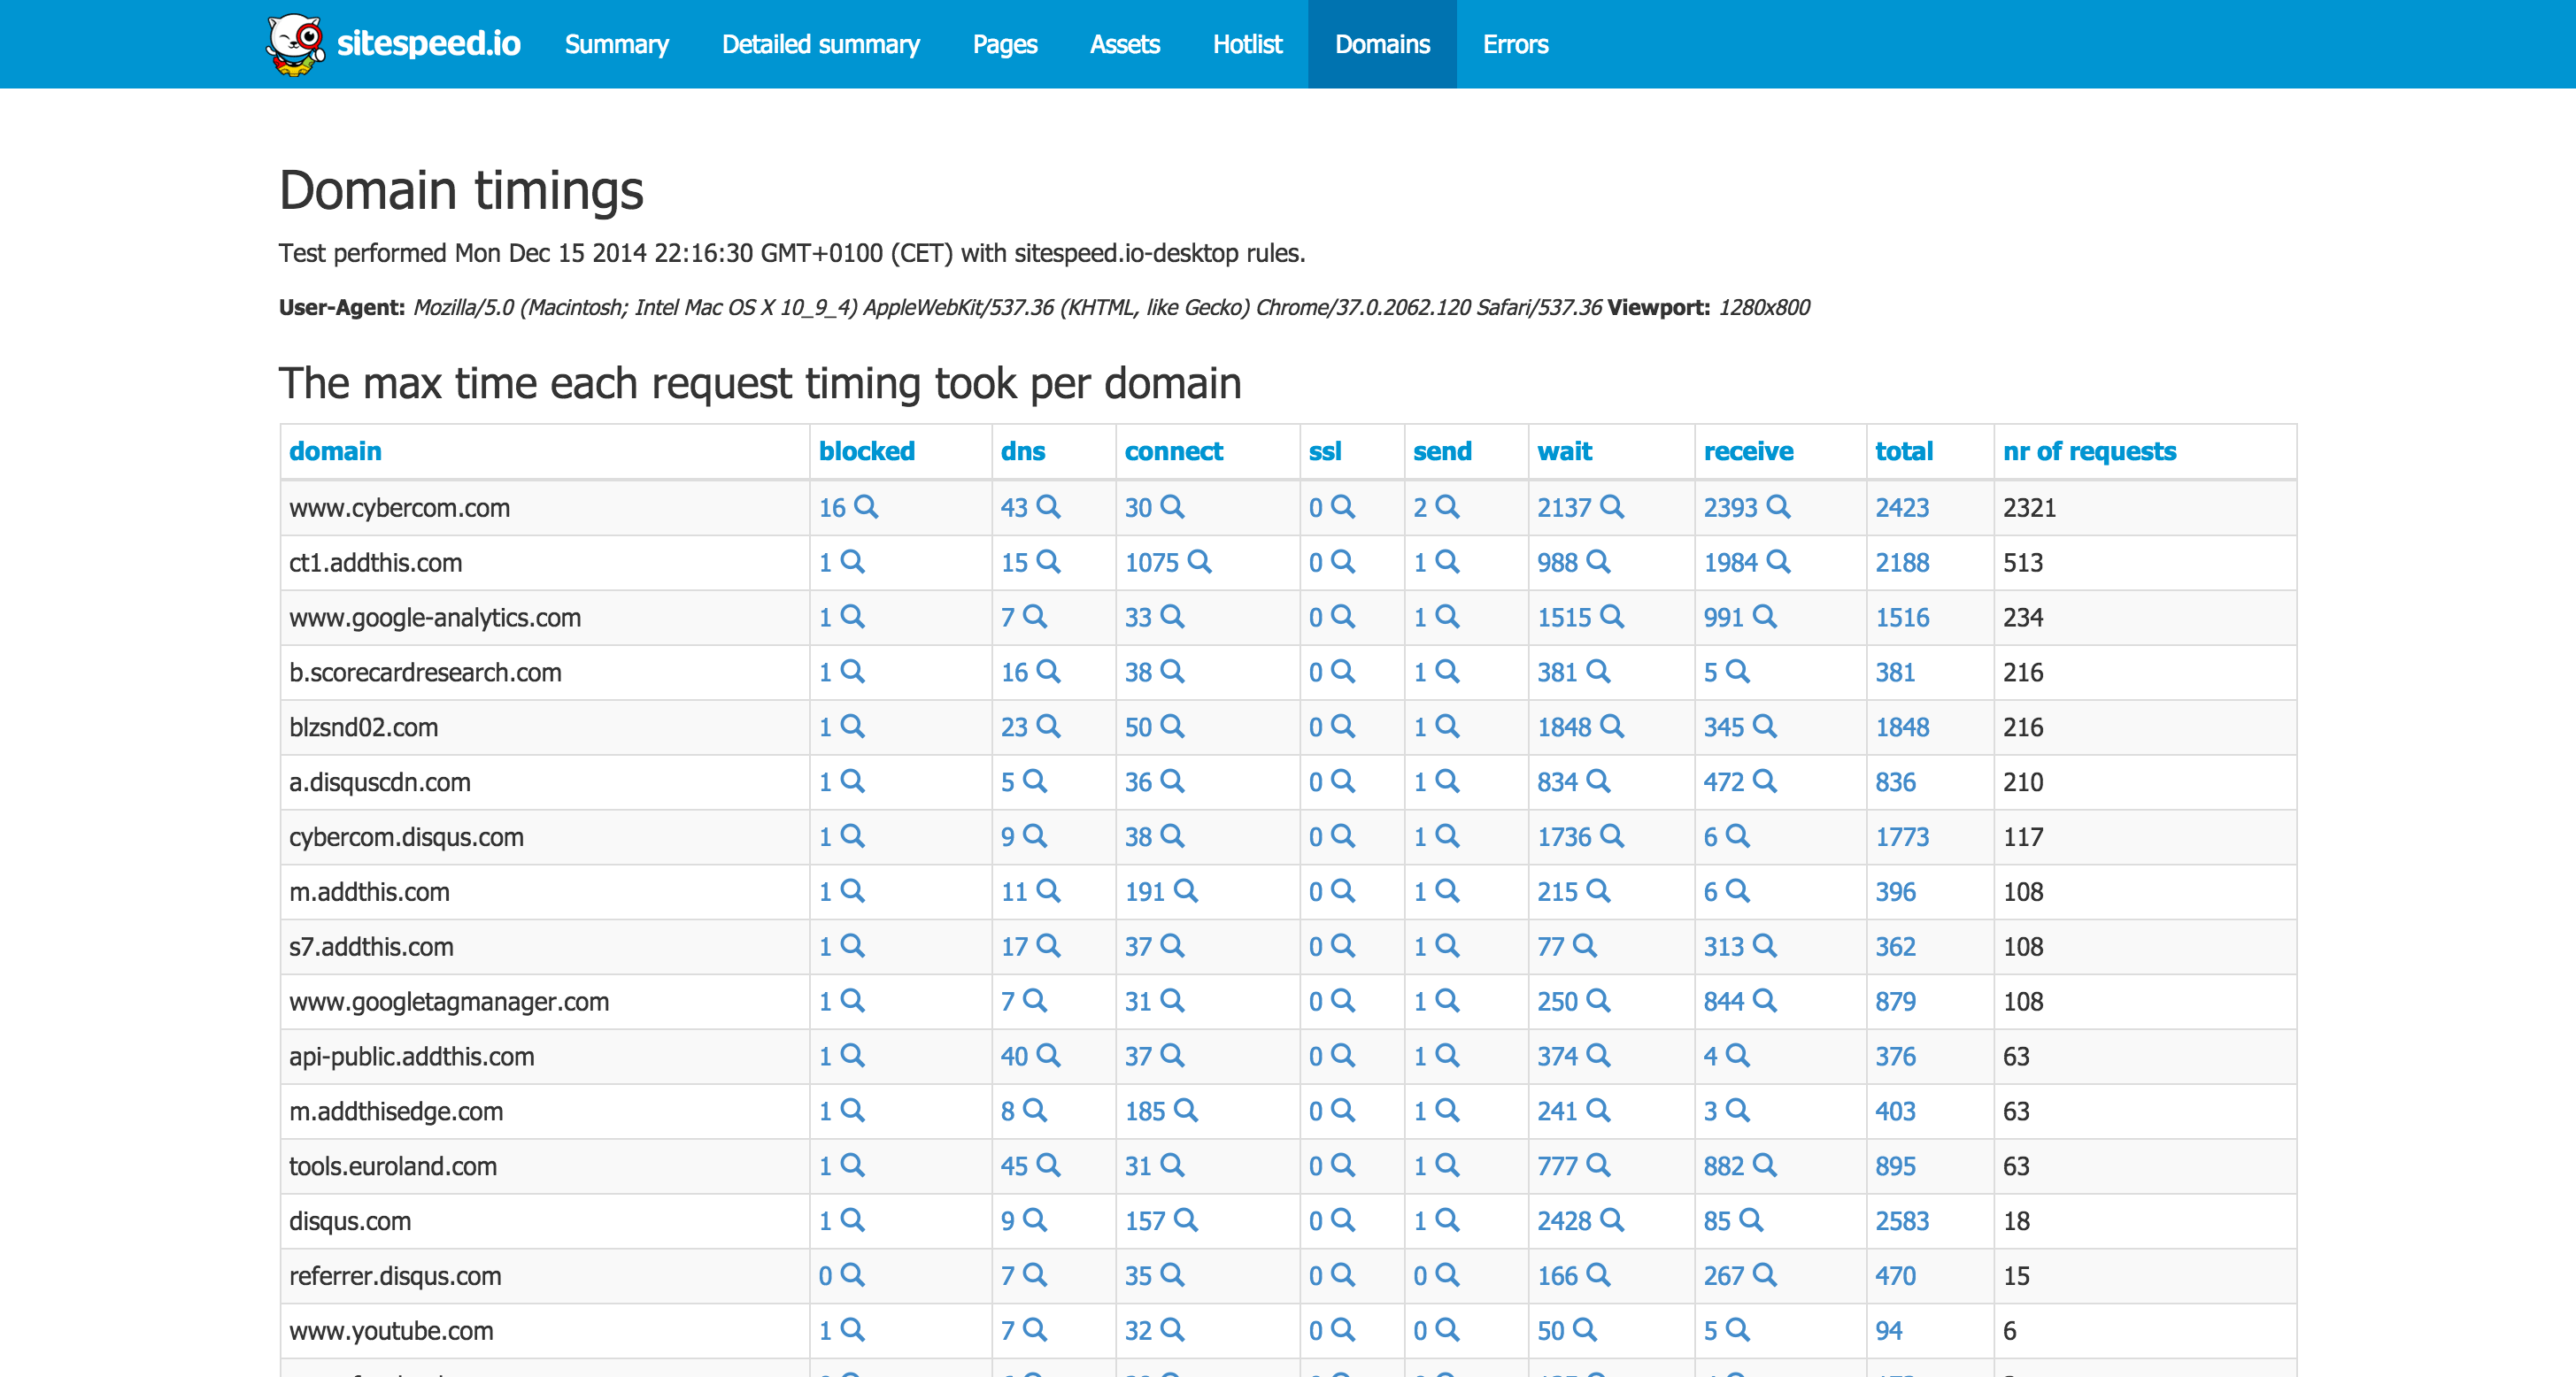 sitespeed.io Summary Detailed summary Pages Assets Hotlist Domains Errors
Domain timings
Test performed Mon Dec 15 2014 22:16:30 GMT+0100 (CET) with sitespeed.io-desktop rules.
User-Agent: Mozilla/5.0 (Macintosh; Intel Mac OS X 10_9_4) AppleWebKit/537.36 (KHTML, like Gecko) Chrome/37.0.2062.120 Safari/537.36 Viewport: 1280x800
The max time each request timing took per domain
domain blocked dns connect ssl send wait receive total nr of requests
www.cybercom.com 16 43 30 0 2 2137 2393 2423 2321
ct1.addthis.com 1 15 1075 0 1 988 1984 2188 513
www.google-analytics.com 1 7 33 0 1 1515 991 1516 234
b.scorecardresearch.com 1 16 38 0 1 381 5 381 216
blzsnd02.com 1 23 50 0 1 1848 345 1848 216
a.disquscdn.com 1 5 36 0 1 834 472 836 210
cybercom.disqus.com 1 9 38 0 1 1736 6 1773 117
m.addthis.com 1 11 191 0 1 215 6 396 108
s7.addthis.com 1 17 37 0 1 77 313 362 108
www.googletagmanager.com 1 7 31 0 1 250 844 879 108
api-public.addthis.com 1 40 37 0 1 374 4 376 63
m.addthisedge.com 1 8 185 0 1 241 3 403 63
tools.euroland.com 1 45 31 0 1 777 882 895 63
disqus.com 1 9 157 0 1 2428 85 2583 18
referrer.disqus.com 0 7 35 0 0 166 267 470 15
www.youtube.com 1 7 32 0 0 50 5 94 6